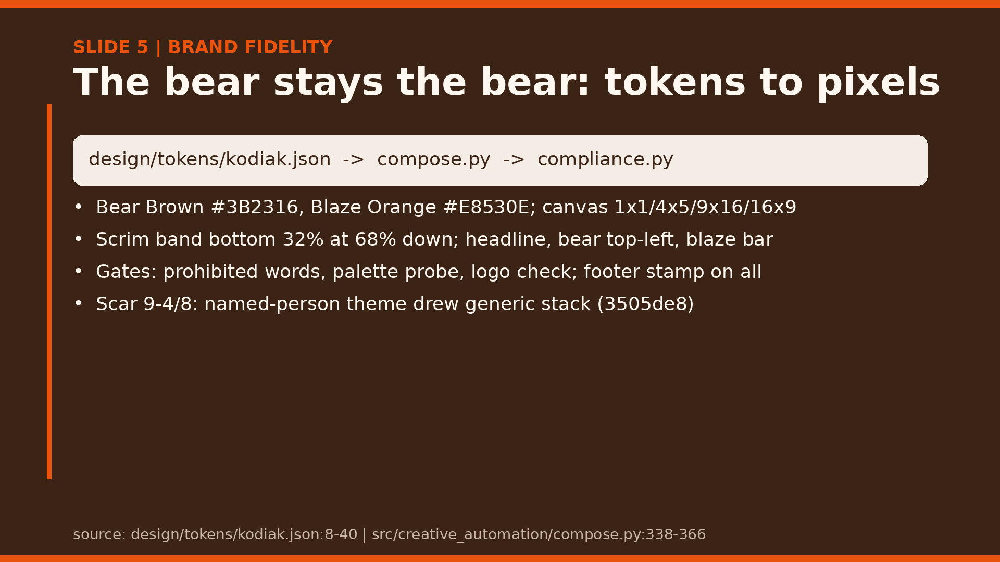 SLIDE 5 | BRAND FIDELITY
The bear stays the bear: tokens to pixels
design/tokens/kodiak.json -> compose.py -> compliance.py
• Bear Brown #3B2316, Blaze Orange #E8530E; canvas 1x1/4x5/9x16/16x9
• Scrim band bottom 32% at 68% down; headline, bear top-left, blaze bar
• Gates: prohibited words, palette probe, logo check; footer stamp on all
• Scar 9-4/8: named-person theme drew generic stack (3505de8)
source: design/tokens/kodiak.json:8-40 | src/creative_automation/compose.py:338-366